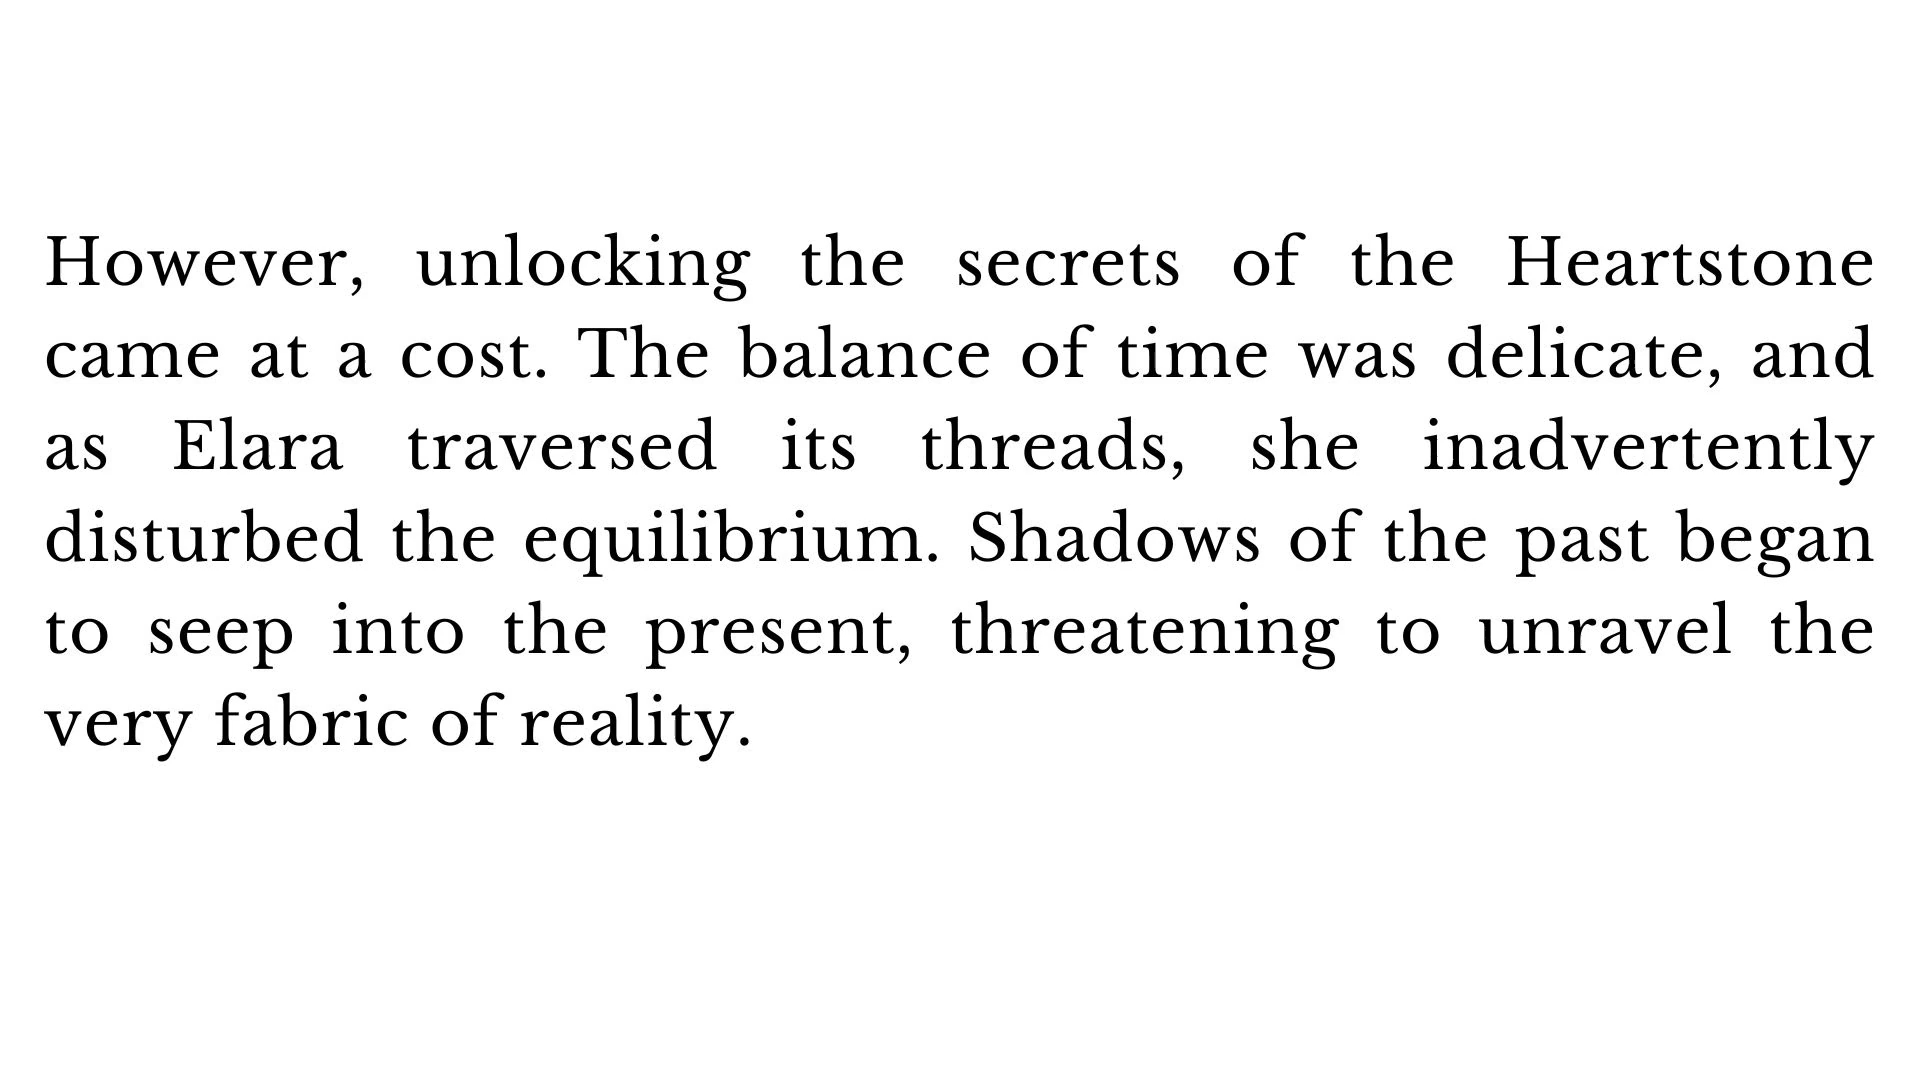 However, unlocking the secrets of the Heartstone
came at a cost. The balance of time was delicate, and
as Elara traversed its threads, she inadvertently
disturbed the equilibrium. Shadows of the past began
to seep into the present, threatening to unravel the
very fabric of reality.